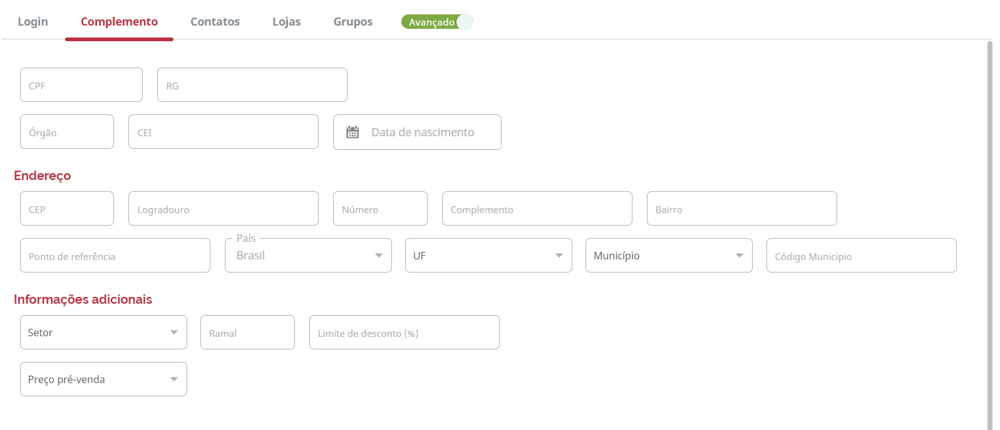 Login Complemento Contatos Lojas Grupos Avançado
CPF RG
Órgão CEI Data de nascimento
Endereço
CEP Logradouro Número Complemento Bairro
País
Ponto de referência Brasil UF Município Código Municipio
Informações adicionais
Setor Ramal Limite de desconto (%)
Preço pré-venda